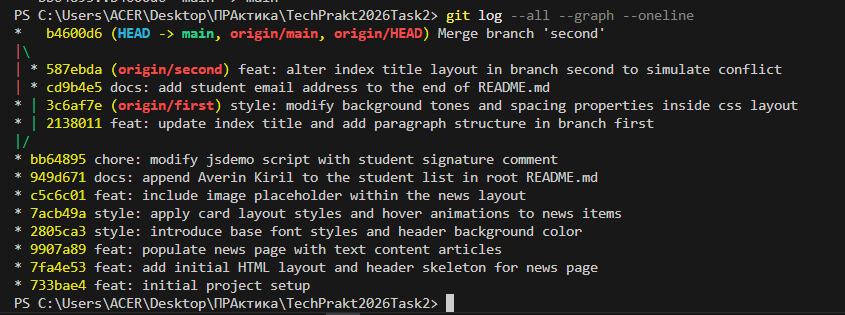 PS C:\Users\ACER\Desktop\ПРАктика\TechPrakt2026Task2> git log --all --graph --oneline
*   b4600d6 (HEAD -> main, origin/main, origin/HEAD) Merge branch 'second'
|\
| * 587ebda (origin/second) feat: alter index title layout in branch second to simulate conflict
| * cd9b4e5 docs: add student email address to the end of README.md
* | 3c6af7e (origin/first) style: modify background tones and spacing properties inside css layout
* | 2138011 feat: update index title and add paragraph structure in branch first
|/
* bb64895 chore: modify jsdemo script with student signature comment
* 949d671 docs: append Averin Kiril to the student list in root README.md
* c5c6c01 feat: include image placeholder within the news layout
* 7acb49a style: apply card layout styles and hover animations to news items
* 2805ca3 style: introduce base font styles and header background color
* 9907a89 feat: populate news page with text content articles
* 7fa4e53 feat: add initial HTML layout and header skeleton for news page
* 733bae4 feat: initial project setup
PS C:\Users\ACER\Desktop\ПРАктика\TechPrakt2026Task2>